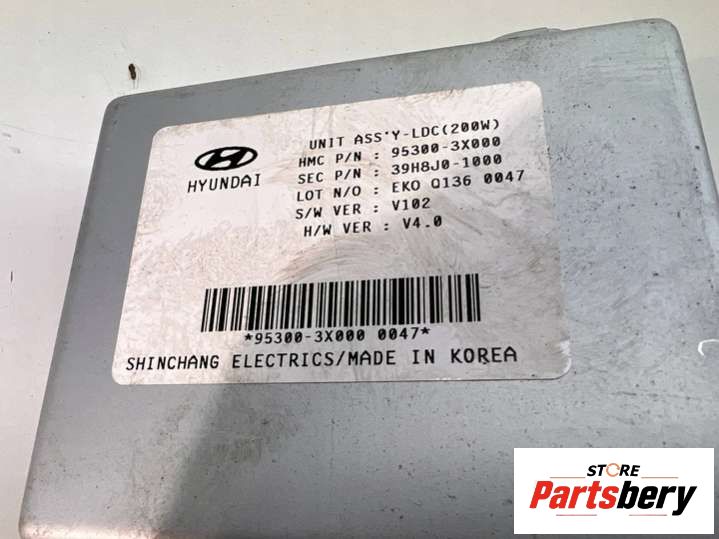 HYUNDAI
UNIT ASS'Y-LDC(200W)
HMC P/N : 95300-3X000
SEC P/N : 39H8J0-1000
LOT N/O : EKO Q136 0047
S/W VER : V102
H/W VER : V4.0
*95300-3X000 0047*
SHINCHANG ELECTRICS/MADE IN KOREA
STORE
Partsbery